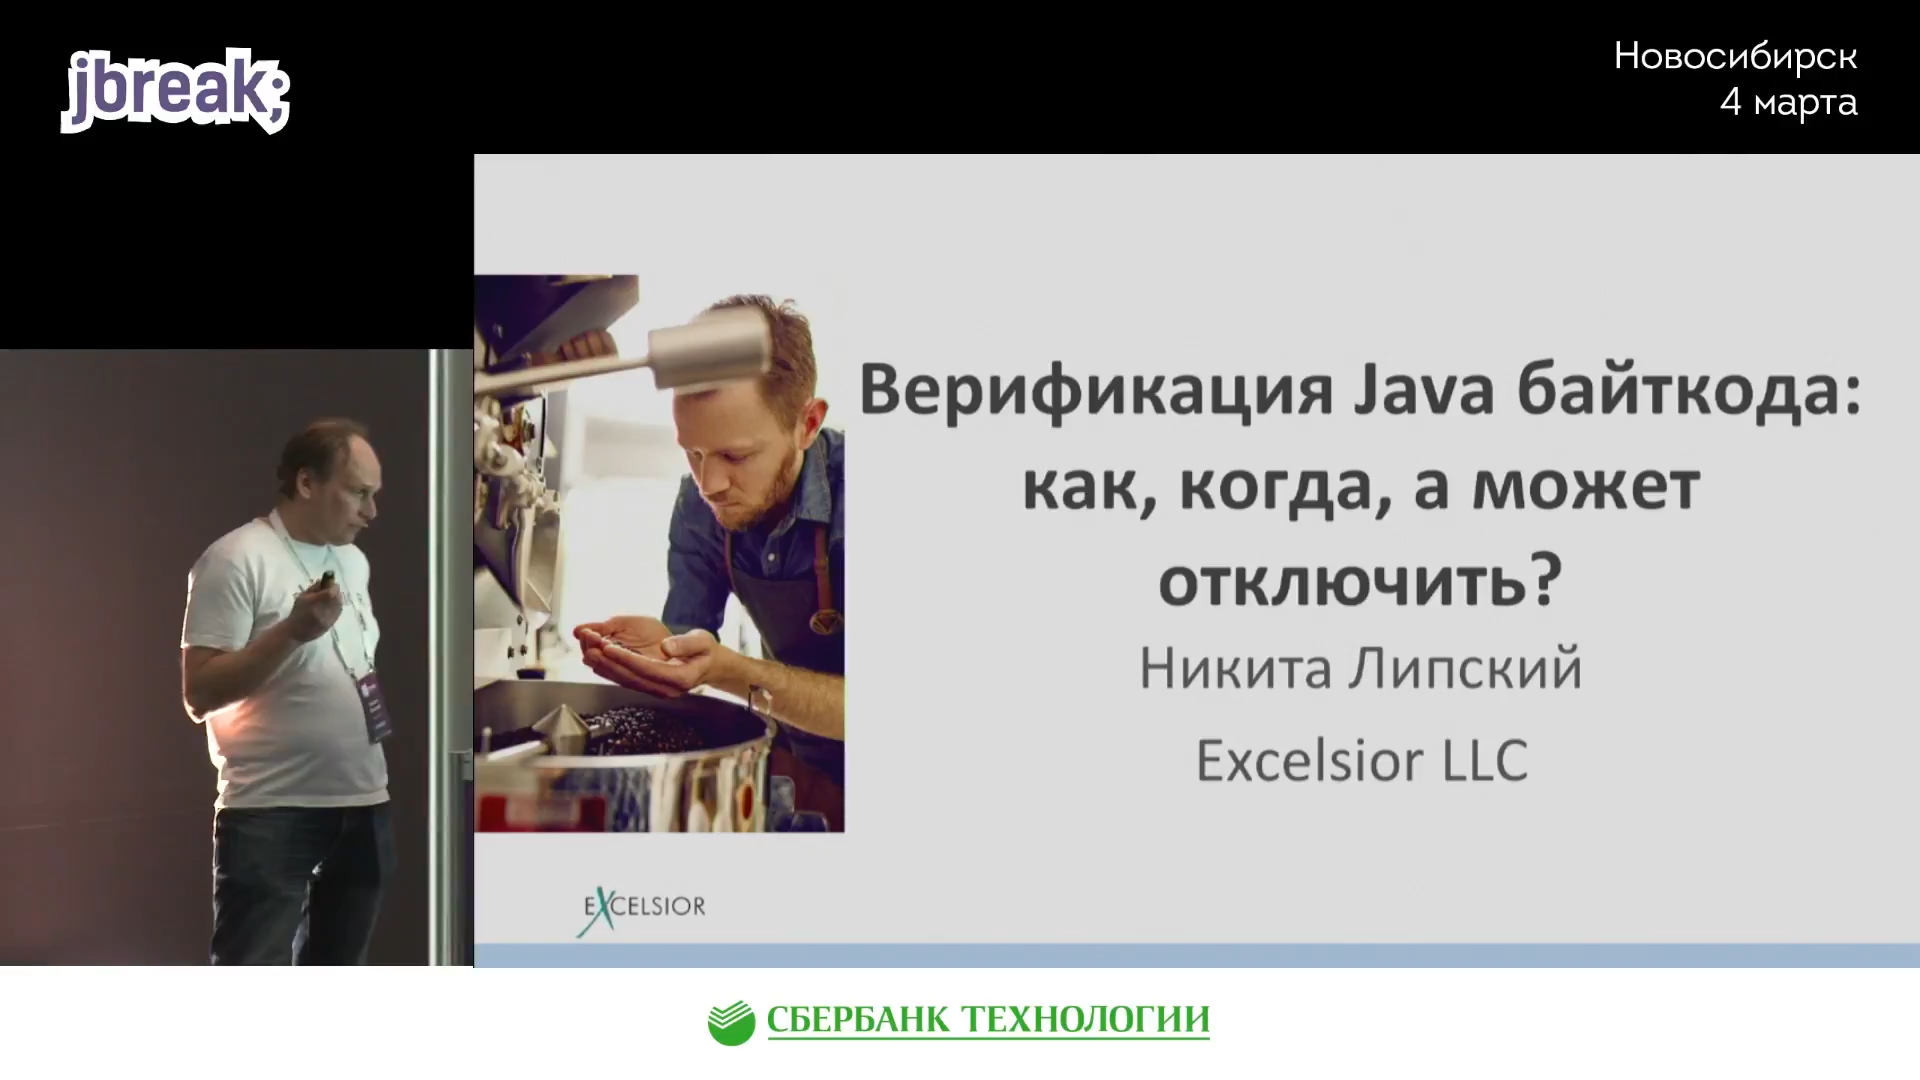 jbreak;
Новосибирск
4 марта
Верификация Java байткода:
как, когда, а может
отключить?
Никита Липский
Excelsior LLC
EXCELSIOR
СБЕРБАНК ТЕХНОЛОГИИ